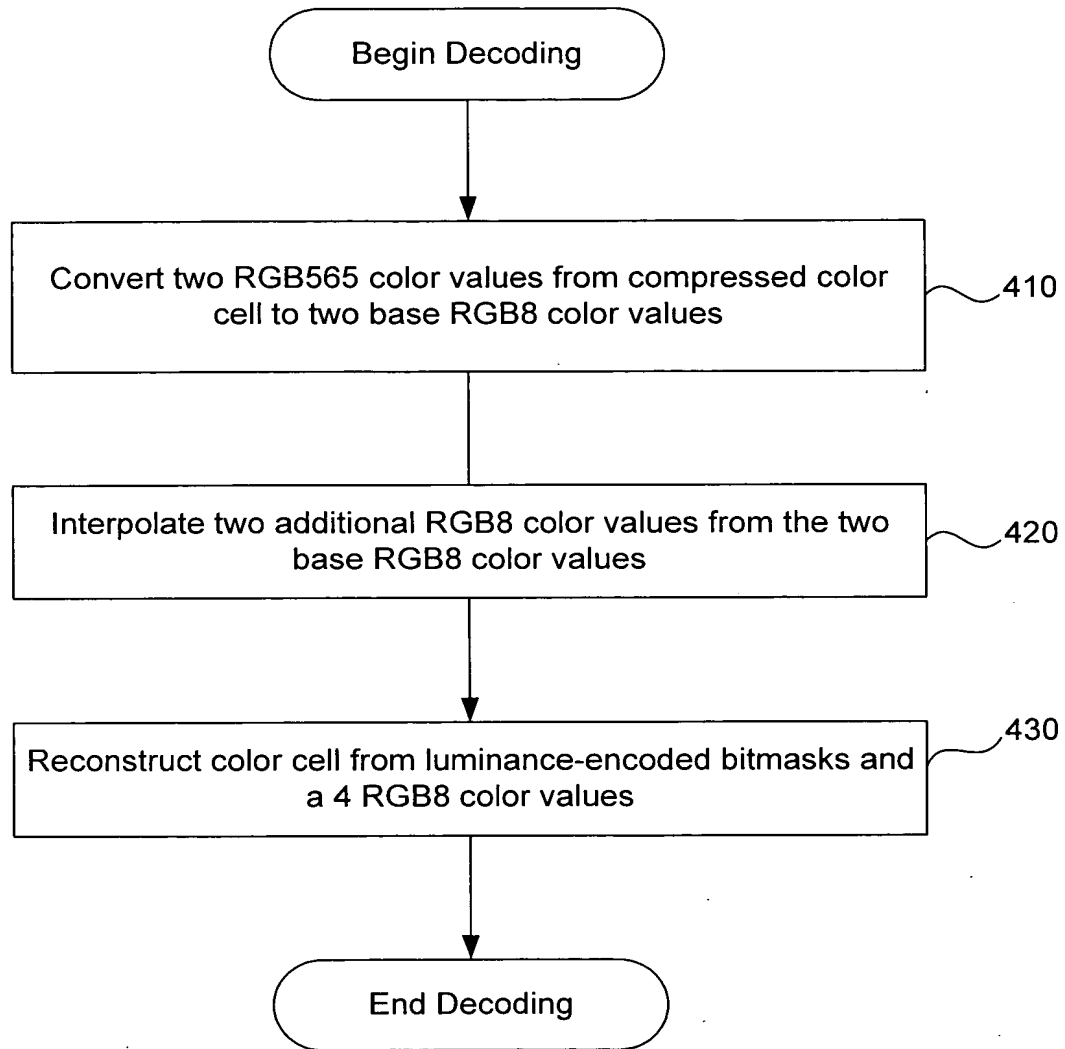 Begin Decoding
Convert two RGB565 color values from compressed color
cell to two base RGB8 color values
410
Interpolate two additional RGB8 color values from the two
base RGB8 color values
420
Reconstruct color cell from luminance-encoded bitmasks and
a 4 RGB8 color values
430
End Decoding